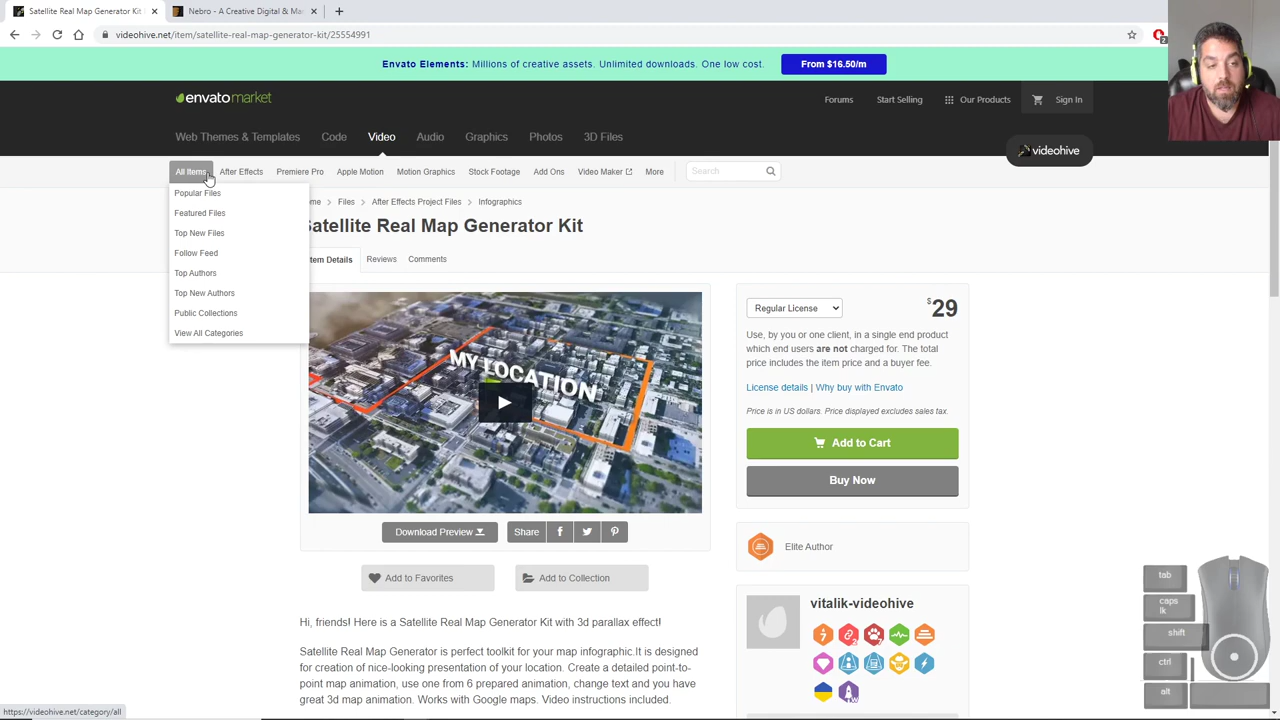 Satellite Real Map Generator Kit
Nebro - A Creative Digital & Ma
videohive.net/item/satellite-real-map-generator-kit/25554991
2
Envato Elements: Millions of creative assets. Unlimited downloads. One low cost.
From $16.50/m
envatomarket
Forums
Start Selling
Our Products
Sign In
Web Themes & Templates
Code
Video
Audio
Graphics
Photos
3D Files
videohive
All Items
After Effects
Premiere Pro
Apple Motion
Motion Graphics
Stock Footage
Add Ons
Video Maker
More
Search
Popular Files
Featured Files
Top New Files
Follow Feed
Top Authors
Top New Authors
Public Collections
View All Categories
ome > Files > After Effects Project Files > Infographics
atellite Real Map Generator Kit
tem Details
Reviews
Comments
MY LOCATION
Regular License
$29
Use, by you or one client, in a single end product
which end users are not charged for. The total
price includes the item price and a buyer fee.
License details | Why buy with Envato
Price is in US dollars. Price displayed excludes sales tax.
Add to Cart
Buy Now
Download Preview
Share
Elite Author
Add to Favorites
Add to Collection
vitalik-videohive
Hi, friends! Here is a Satellite Real Map Generator Kit with 3d parallax effect!
Satellite Real Map Generator is perfect toolkit for your map infographic.It is designed
for creation of nice-looking presentation of your location. Create a detailed point-to-
point map animation, use one from 6 prepared animation, change text and you have
great 3d map animation. Works with Google maps. Video instructions included.
tab
caps
lk
shift
ctrl
alt
https://videohive.net/category/all